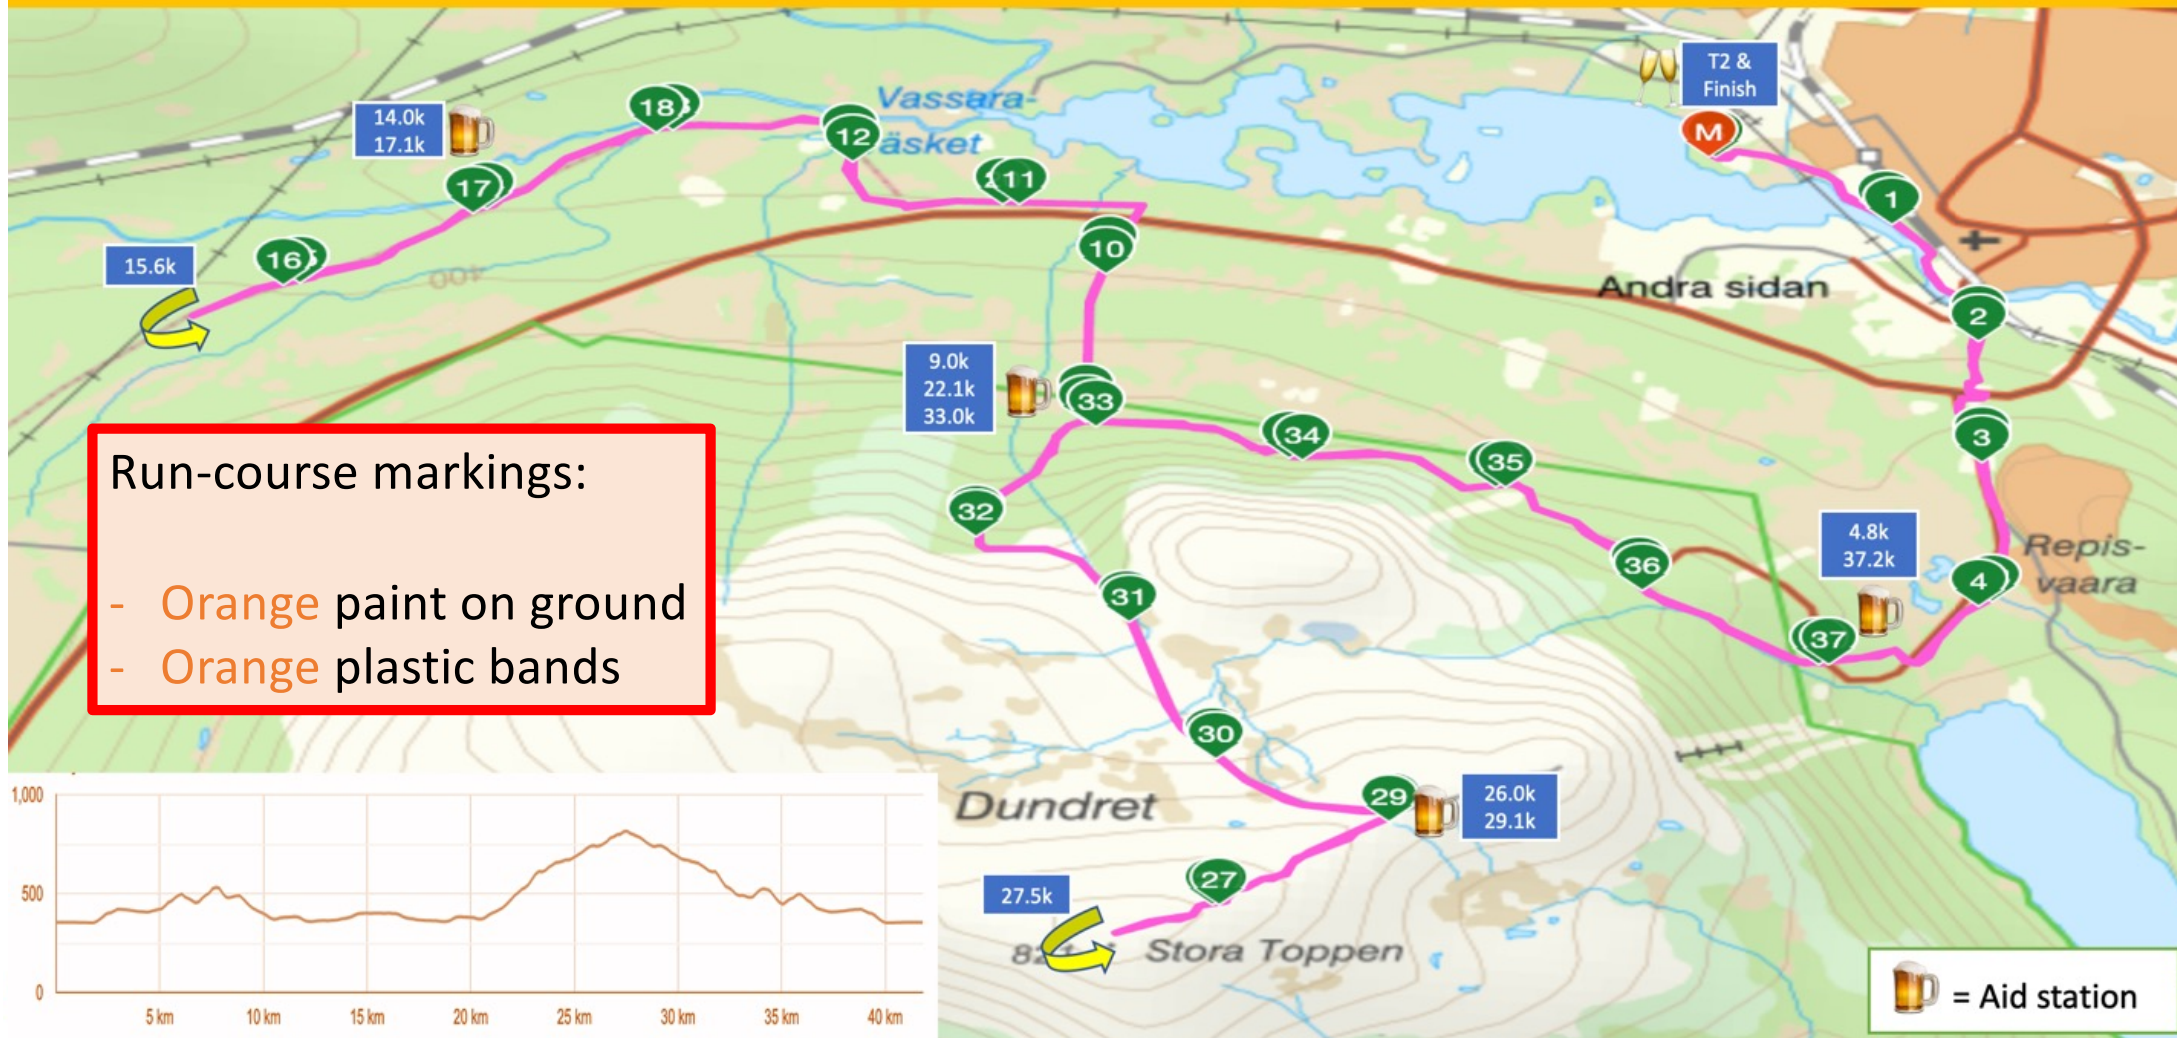 T2 &
Finish
M
14.0k
17.1k
18
12
Vassara-
äsket
17
11
1
16
15.6k
10
400
Andra sidan
2
9.0k
22.1k
33.0k
33
34
35
3
Run-course markings:
- Orange paint on ground
- Orange plastic bands
32
31
36
4.8k
37.2k
4
Repis-
vaara
37
30
Dundret
29
26.0k
29.1k
27
27.5k
Stora Toppen
1,000
500
0
5 km 10 km 15 km 20 km 25 km 30 km 35 km 40 km
= Aid station